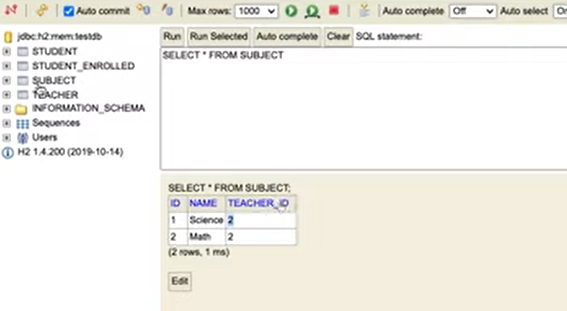 Auto commit Max rows: 1000 Auto complete Off Auto select On
jdbc:h2:mem:testdb
STUDENT
STUDENT_ENROLLED
SUBJECT
TEACHER
INFORMATION_SCHEMA
Sequences
Users
H2 1.4.200 (2019-10-14)
Run Run Selected Auto complete Clear SQL statement:
SELECT * FROM SUBJECT
SELECT * FROM SUBJECT;
ID NAME TEACHER_ID
1 Science 2
2 Math 2
(2 rows, 1 ms)
Edit